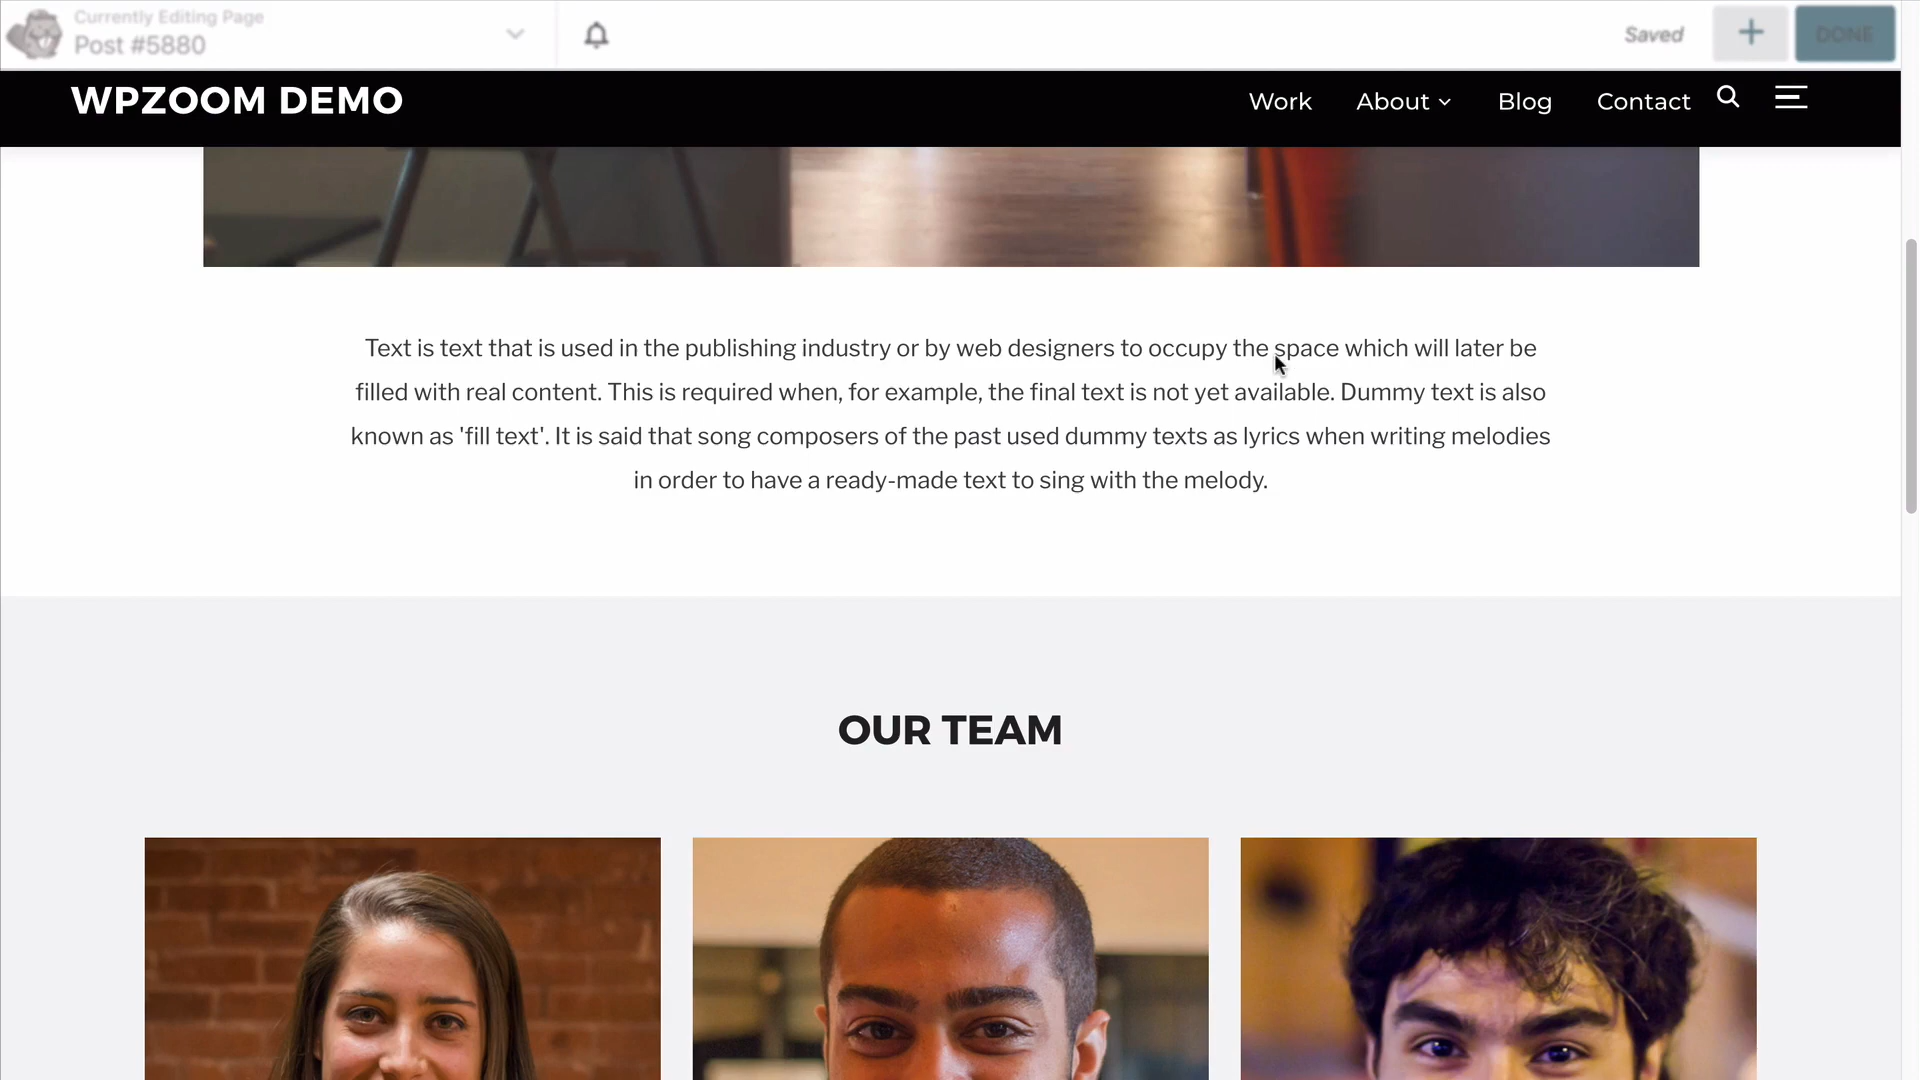 Currently Editing Page
Post #5880
Saved
DONE
WPZOOM DEMO
Work
About
Blog
Contact
Text is text that is used in the publishing industry or by web designers to occupy the space which will later be
filled with real content. This is required when, for example, the final text is not yet available. Dummy text is also
known as 'fill text'. It is said that song composers of the past used dummy texts as lyrics when writing melodies
in order to have a ready-made text to sing with the melody.
OUR TEAM